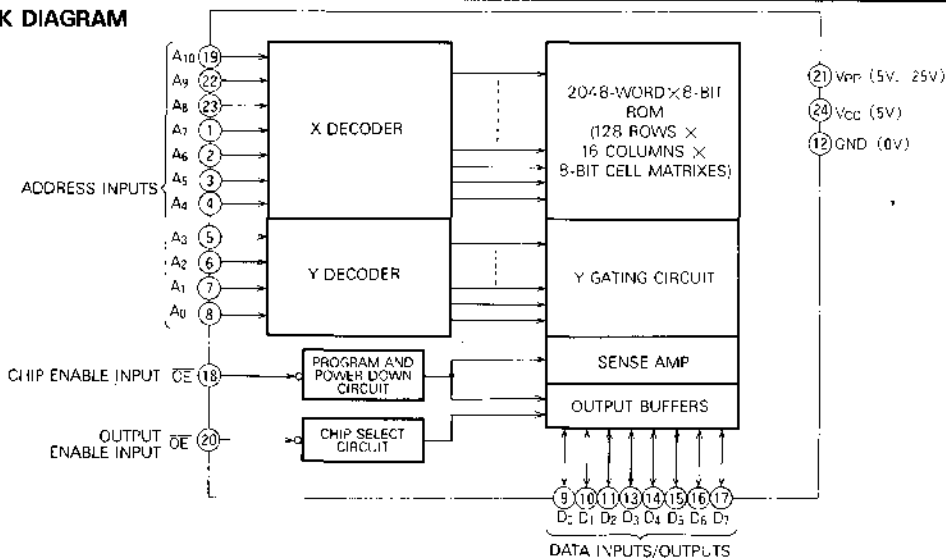 K DIAGRAM
A10 19
A9 22
A8 23
A7 1
A6 2
A5 3
A4 4
A3 5
A2 6
A1 7
A0 8
ADDRESS INPUTS
X DECODER
Y DECODER
2048-WORD×8-BIT
ROM
(128 ROWS ×
16 COLUMNS ×
8-BIT CELL MATRIXES)
Y GATING CIRCUIT
SENSE AMP
OUTPUT BUFFERS
21 VPP (5V, 25V)
24 VCC (5V)
12 GND (0V)
CHIP ENABLE INPUT C̅E̅ 18
PROGRAM AND
POWER DOWN
CIRCUIT
OUTPUT
ENABLE INPUT O̅E̅ 20
CHIP SELECT
CIRCUIT
9 10 11 13 14 15 16 17
D0 D1 D2 D3 D4 D5 D6 D7
DATA INPUTS/OUTPUTS